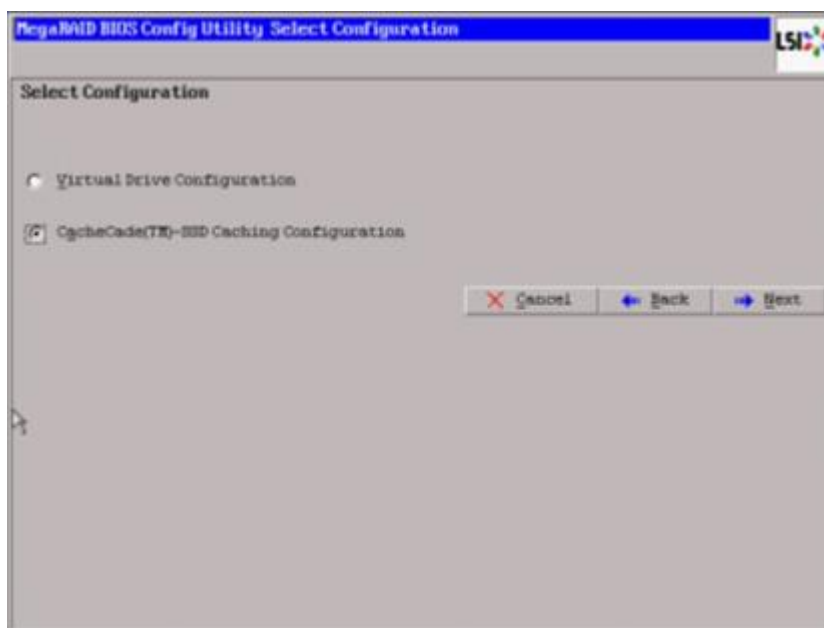 MegaRAID BIOS Config Utility Select Configuration
LSI
Select Configuration
Virtual Drive Configuration
CacheCade(TM)-SSD Caching Configuration
Cancel
Back
Next